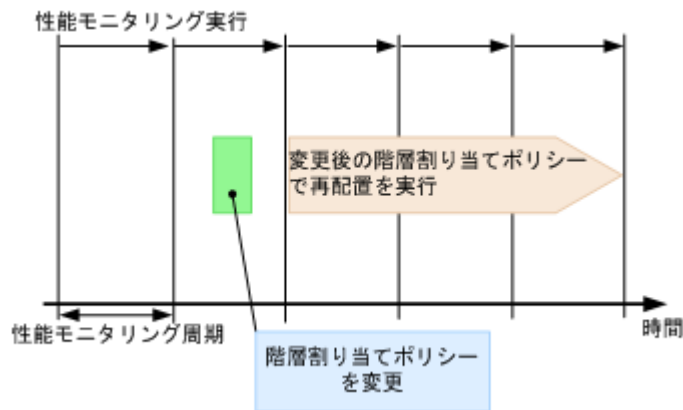 性能モニタリング実行
変更後の階層割り当てポリシー
で再配置を実行
時間
性能モニタリング周期
階層割り当てポリシー
を変更